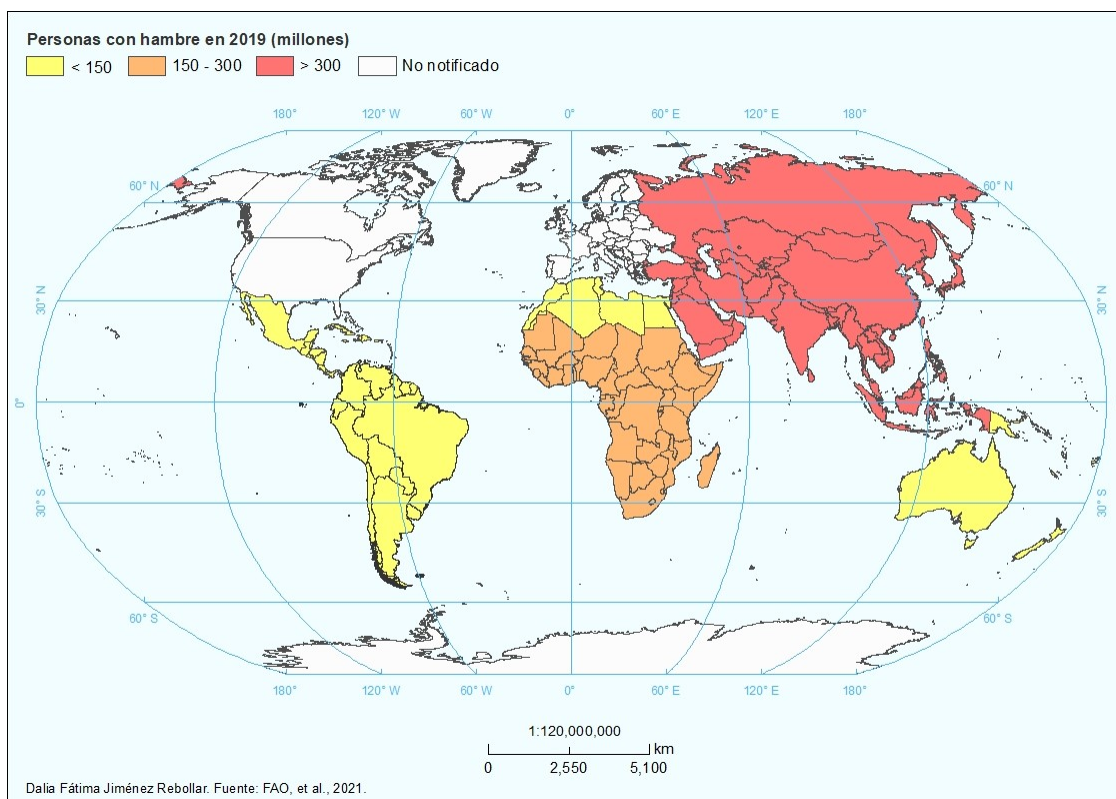 Personas con hambre en 2019 (millones)
< 150 150 - 300 > 300 No notificado
180° 120° W 60° W 0° 60° E 120° E 180°
60° N 60° N
30° N 30° N
0° 0°
30° S 30° S
60° S 60° S
180° 120° W 60° W 0° 60° E 120° E 180°
1:120,000,000
km
0 2,550 5,100
Dalia Fátima Jiménez Rebollar. Fuente: FAO, et al., 2021.